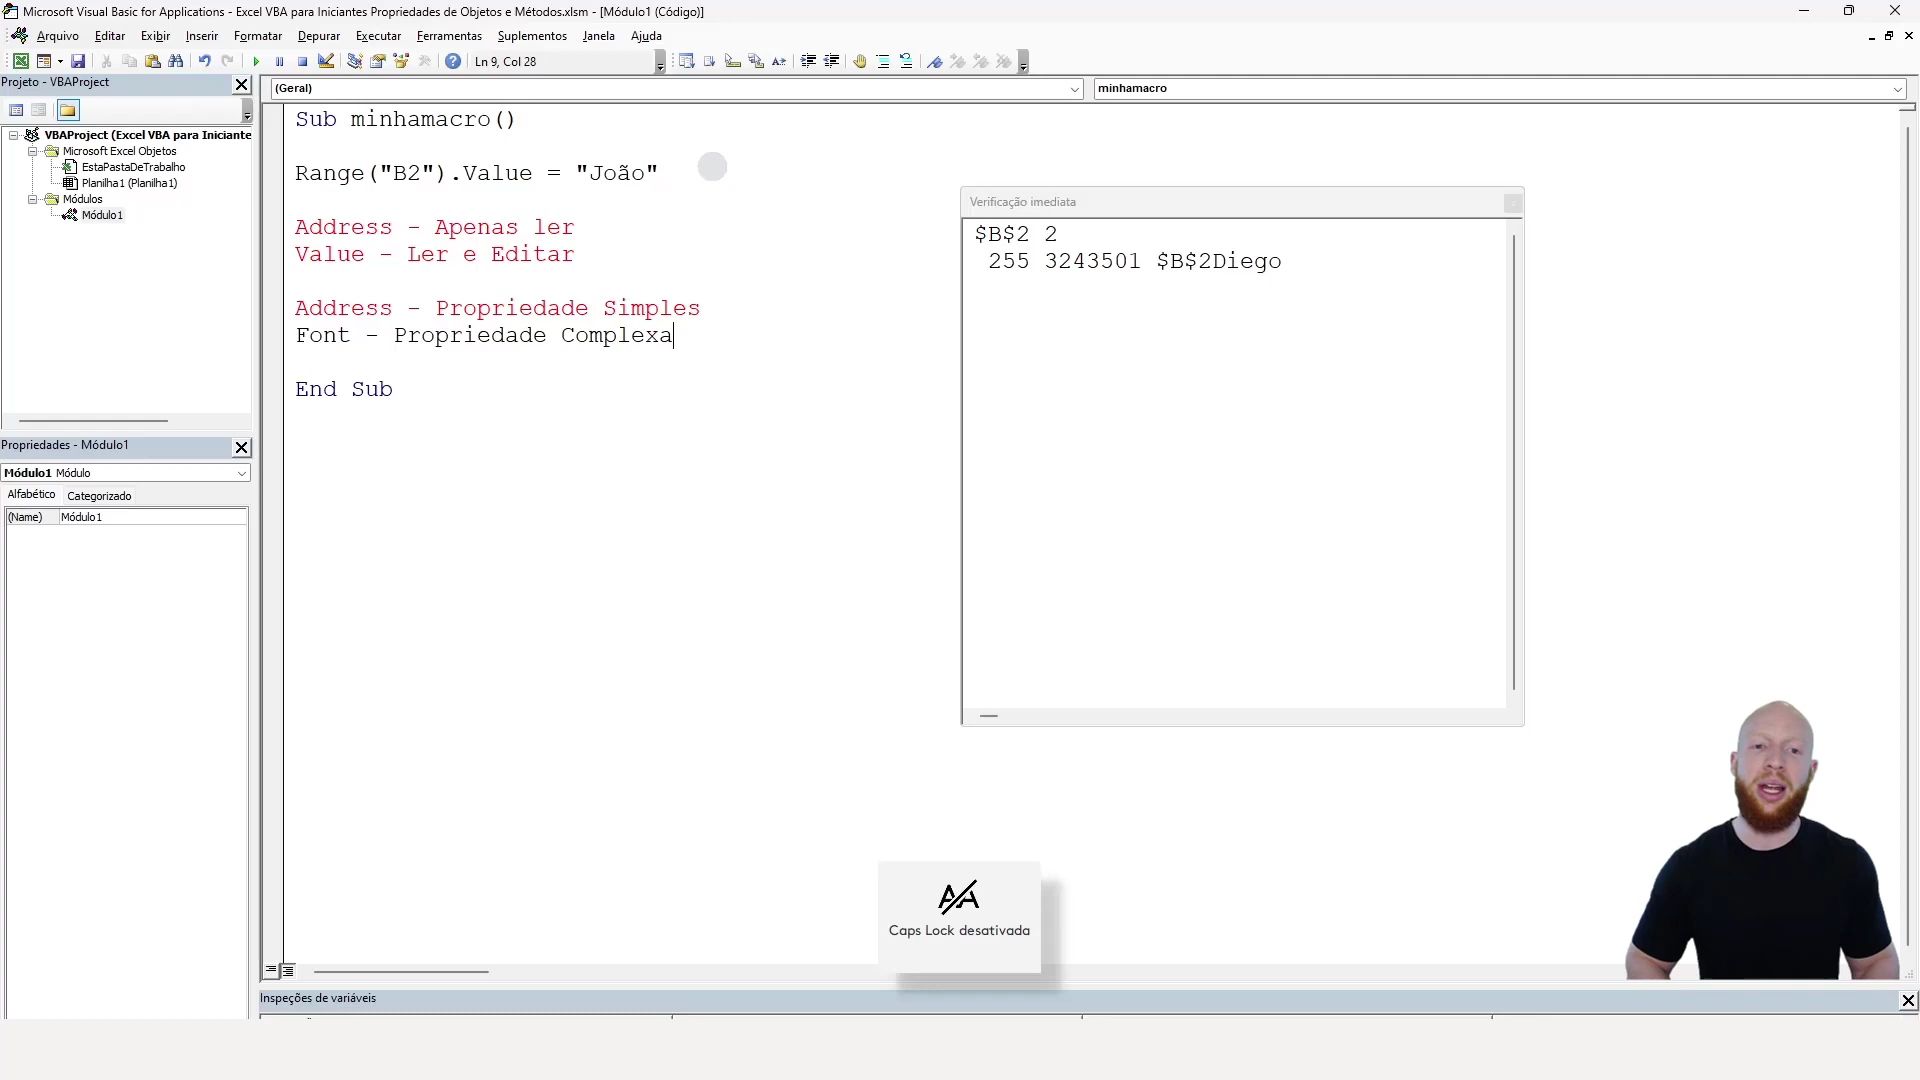 Microsoft Visual Basic for Applications - Excel VBA para Iniciantes Propriedades de Objetos e Métodos.xlsm - [Módulo1 (Código)]
Arquivo Editar Exibir Inserir Formatar Depurar Executar Ferramentas Suplementos Janela Ajuda
Ln 9, Col 28
Projeto - VBAProject
(Geral)
minhamacro
VBAProject (Excel VBA para Iniciante
Microsoft Excel Objetos
EstaPastaDeTrabalho
Planilha1 (Planilha1)
Módulos
Módulo1
Propriedades - Módulo1
Módulo1 Módulo
Alfabético Categorizado
(Name) Módulo1
Sub minhamacro()
Range("B2").Value = "João"
Address - Apenas ler
Value - Ler e Editar
Address - Propriedade Simples
Font - Propriedade Complexa
End Sub
Verificação imediata
$B$2 2
255 3243501 $B$2Diego
Caps Lock desativada
Inspeções de variáveis